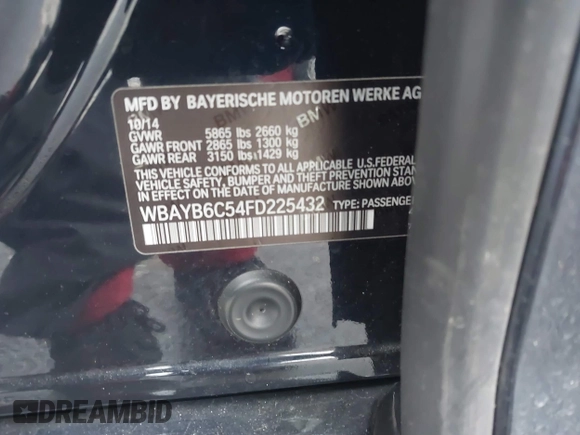 MFD BY BAYERISCHE MOTOREN WERKE AG
10/14
GVWR 5865 lbs 2660 kg
GAWR FRONT 2865 lbs 1300 kg
GAWR REAR 3150 lbs 1429 kg
THIS VEHICLE CONFORMS TO ALL APPLICABLE U.S.FEDERAL
VEHICLE SAFETY, BUMPER, AND THEFT PREVENTION STA
IN EFFECT ON THE DATE OF MANUFACTURE SHOWN ABOVE.
WBAYB6C54FD225432 TYPE: PASSENGER
DREAMBID